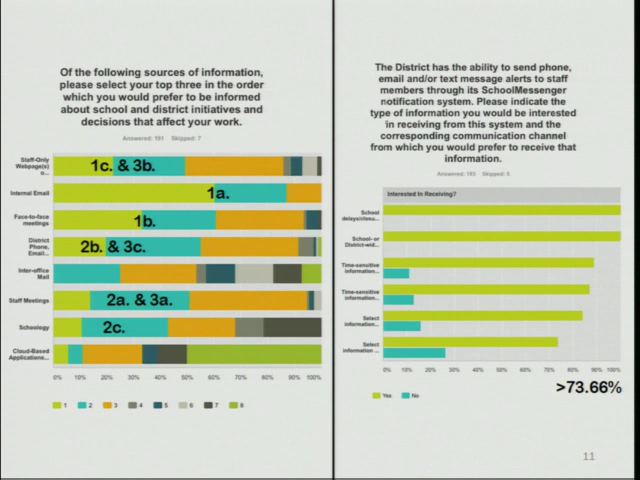 Of the following sources of information,
please select your top three in the order
which you would prefer to be informed
about school and district initiatives and
decisions that affect your work.
Answered: 191 Skipped: 7
Staff-Only
Webpage(s)
o...
1c. & 3b.
Internal Email
1a.
Face-to-face
meetings
1b.
District
Phone,
Email...
2b. & 3c.
Inter-office
Mail
Staff Meetings
2a. & 3a.
Schoology
2c.
Cloud-Based
Applications...
0% 10% 20% 30% 40% 50% 60% 70% 80% 90% 100%
1 2 3 4 5 6 7 8
The District has the ability to send phone,
email and/or text message alerts to staff
members through its SchoolMessenger
notification system. Please indicate the
type of information you would be interested
in receiving from this system and the
corresponding communication channel
from which you would prefer to receive that
information.
Answered: 193 Skipped: 5
Interested In Receiving?
School
delays/closu...
School- or
District-wid...
Time-sensitive
information...
Time-sensitive
information...
Select
information...
Select
information ...
0% 10% 20% 30% 40% 50% 60% 70% 80% 90% 100%
Yes No
>73.66%
11